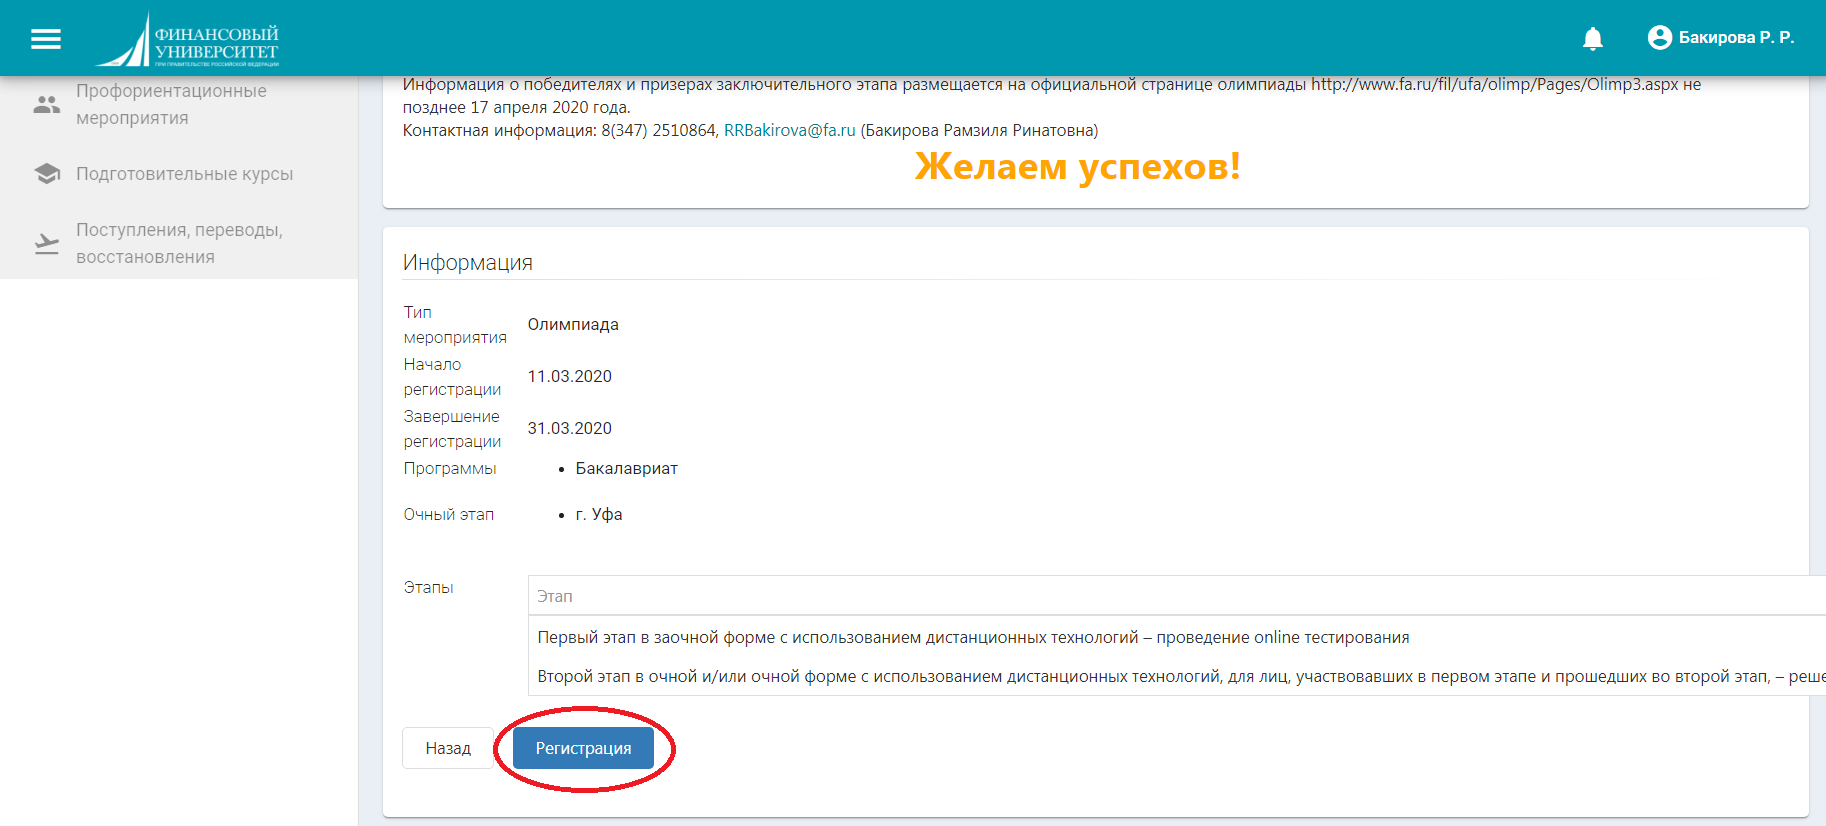 ФИНАНСОВЫЙ
УНИВЕРСИТЕТ
ПРИ ПРАВИТЕЛЬСТВЕ РОССИЙСКОЙ ФЕДЕРАЦИИ
Бакирова Р. Р.
Профориентационные
мероприятия
Подготовительные курсы
Поступления, переводы,
восстановления
Информация о победителях и призерах заключительного этапа размещается на официальной странице олимпиады http://www.fa.ru/fil/ufa/olimp/Pages/Olimp3.aspx не
позднее 17 апреля 2020 года.
Контактная информация: 8(347) 2510864, RRBakirova@fa.ru (Бакирова Рамзиля Ринатовна)
Желаем успехов!
Информация
Тип
мероприятия
Олимпиада
Начало
регистрации
11.03.2020
Завершение
регистрации
31.03.2020
Программы
• Бакалавриат
Очный этап
• г. Уфа
Этапы
Этап
Первый этап в заочной форме с использованием дистанционных технологий – проведение online тестирования
Второй этап в очной и/или очной форме с использованием дистанционных технологий, для лиц, участвовавших в первом этапе и прошедших во второй этап, – реше
Назад
Регистрация